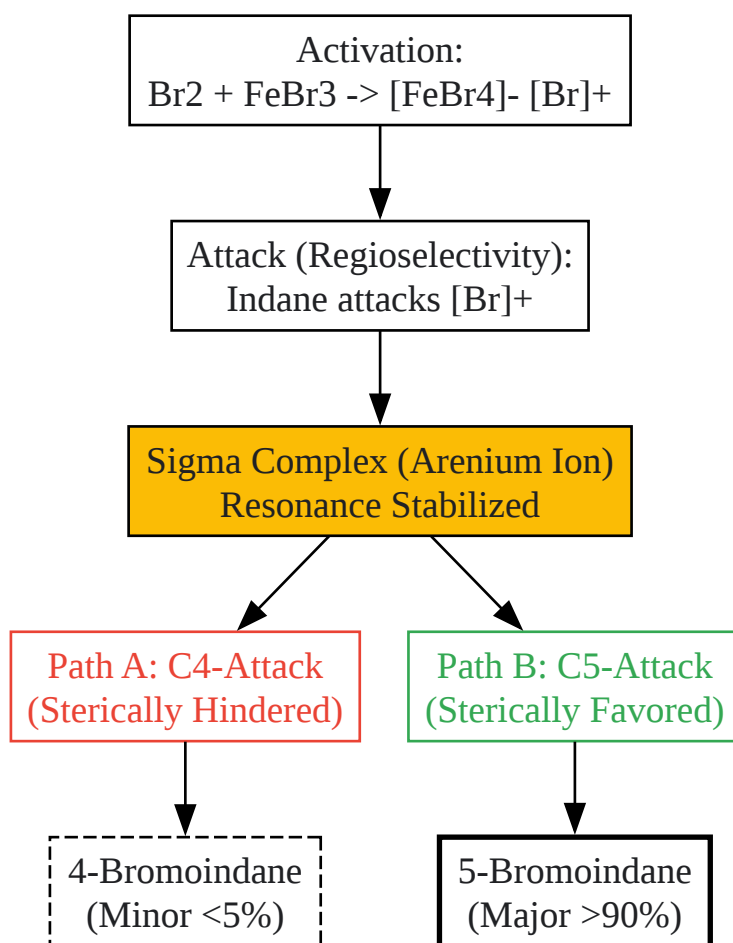 Activation:
Br2 + FeBr3 -> [FeBr4]- [Br]+
Attack (Regioselectivity):
Indane attacks [Br]+
Sigma Complex (Arenium Ion)
Resonance Stabilized
Path A: C4-Attack
(Sterically Hindered)
Path B: C5-Attack
(Sterically Favored)
4-Bromoindane
(Minor <5%)
5-Bromoindane
(Major >90%)